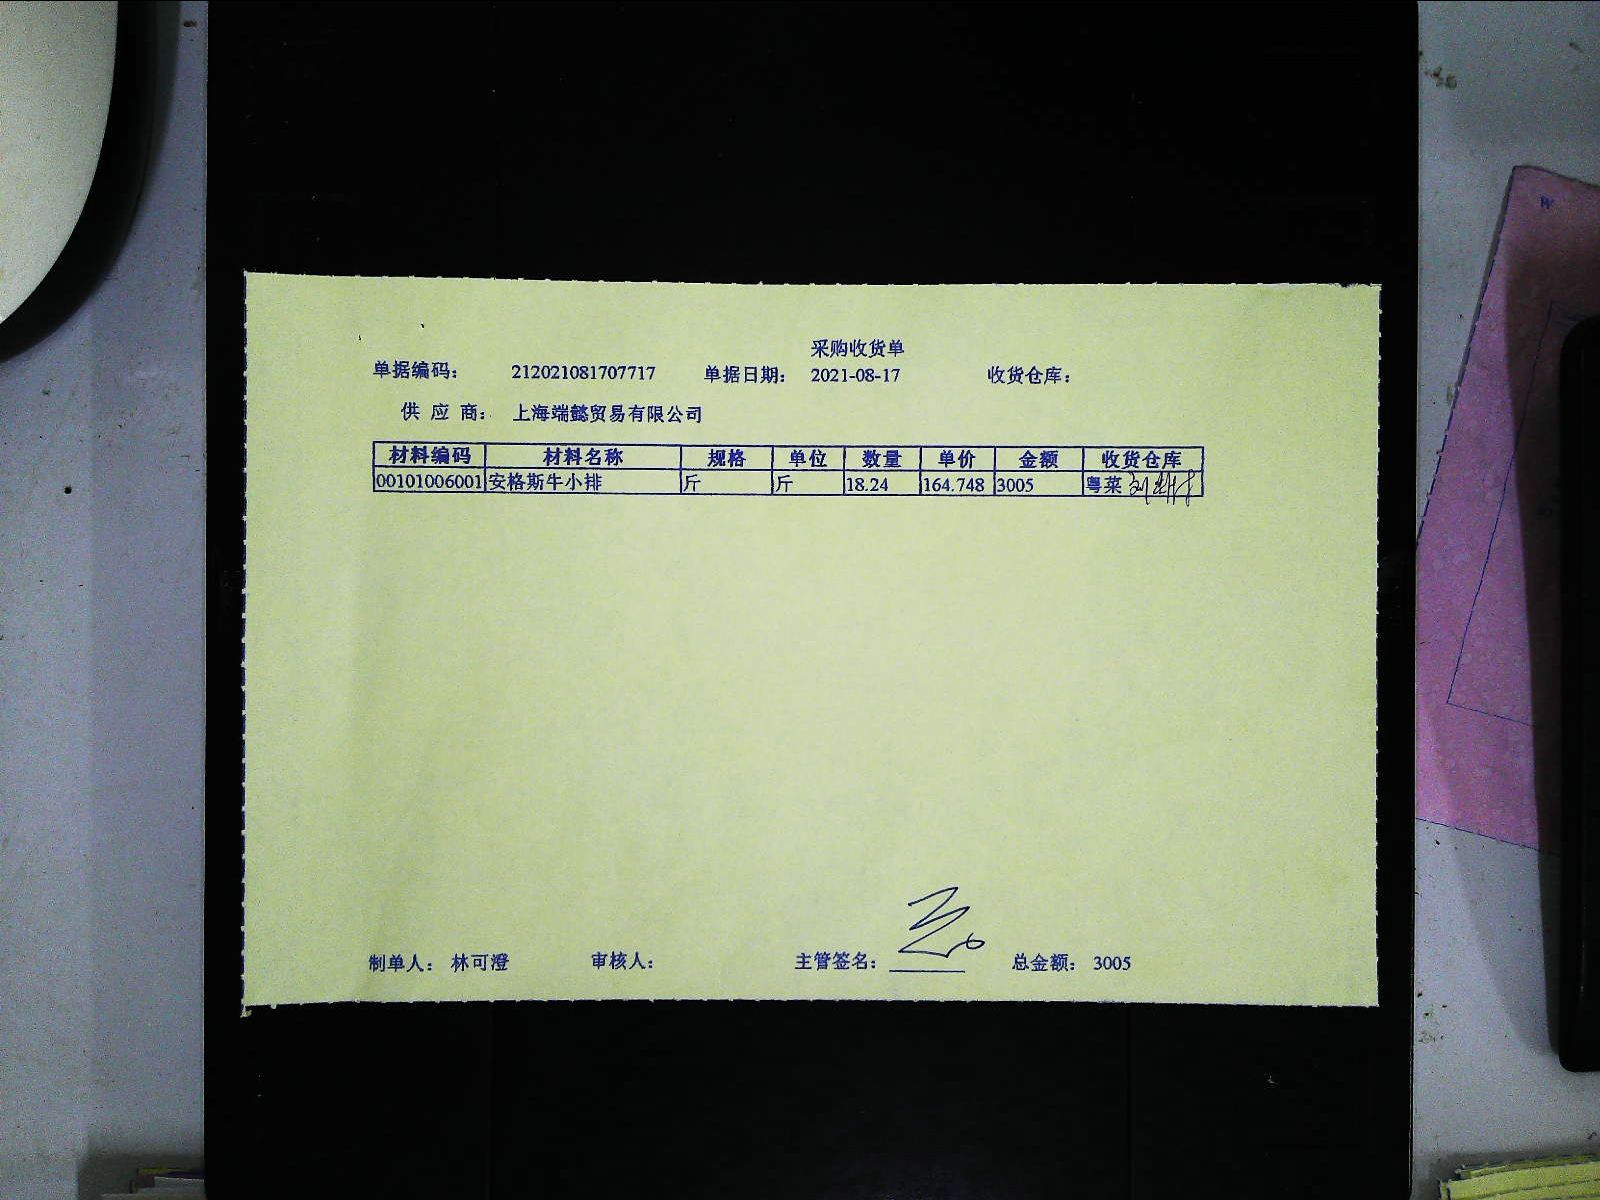 采购收货单
单据编码： 212021081707717 单据日期： 2021-08-17 收货仓库：
供 应 商： 上海端懿贸易有限公司
材料编码 材料名称 规格 单位 数量 单价 金额 收货仓库
00101006001 安格斯牛小排 斤 斤 18.24 164.748 3005 粤菜
制单人： 林可澄 审核人： 主管签名： 总金额： 3005